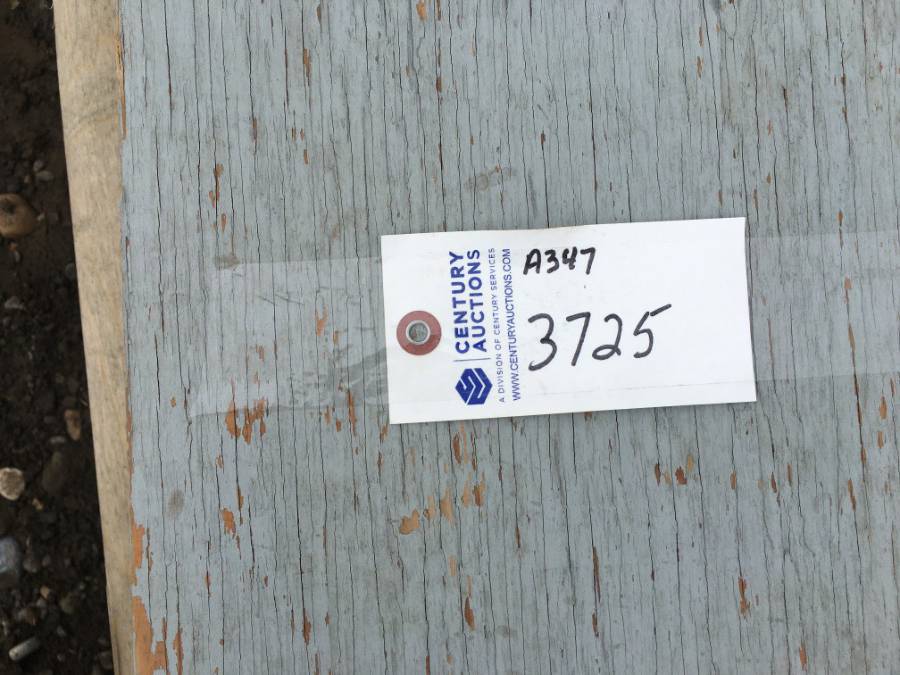 CENTURY
AUCTIONS
A DIVISION OF CENTURY SERVICES
WWW.CENTURYAUCTIONS.COM
A347
3725